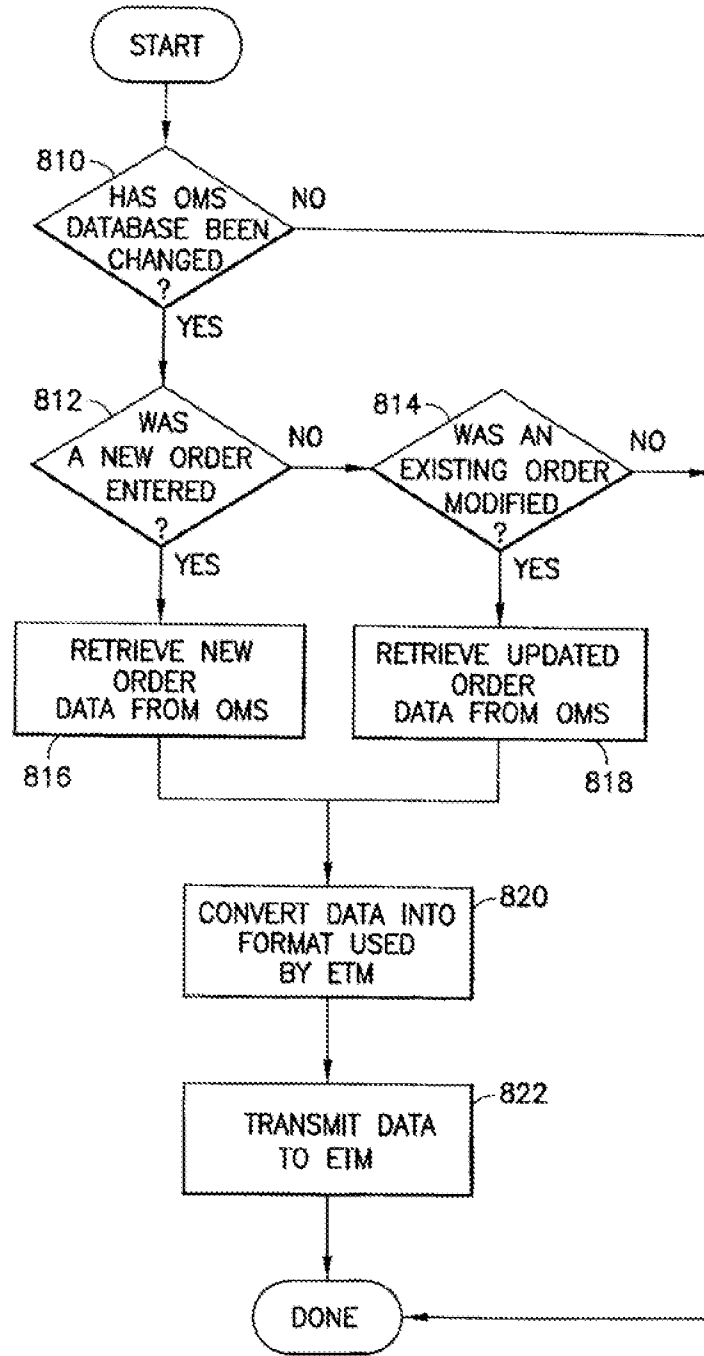 START
810
HAS OMS
DATABASE BEEN
CHANGED
?
NO
YES
812
WAS
A NEW ORDER
ENTERED
?
NO
YES
814
WAS AN
EXISTING ORDER
MODIFIED
?
NO
YES
RETRIEVE NEW
ORDER
DATA FROM OMS
816
RETRIEVE UPDATED
ORDER
DATA FROM OMS
818
CONVERT DATA INTO
FORMAT USED
BY ETM
820
TRANSMIT DATA
TO ETM
822
DONE